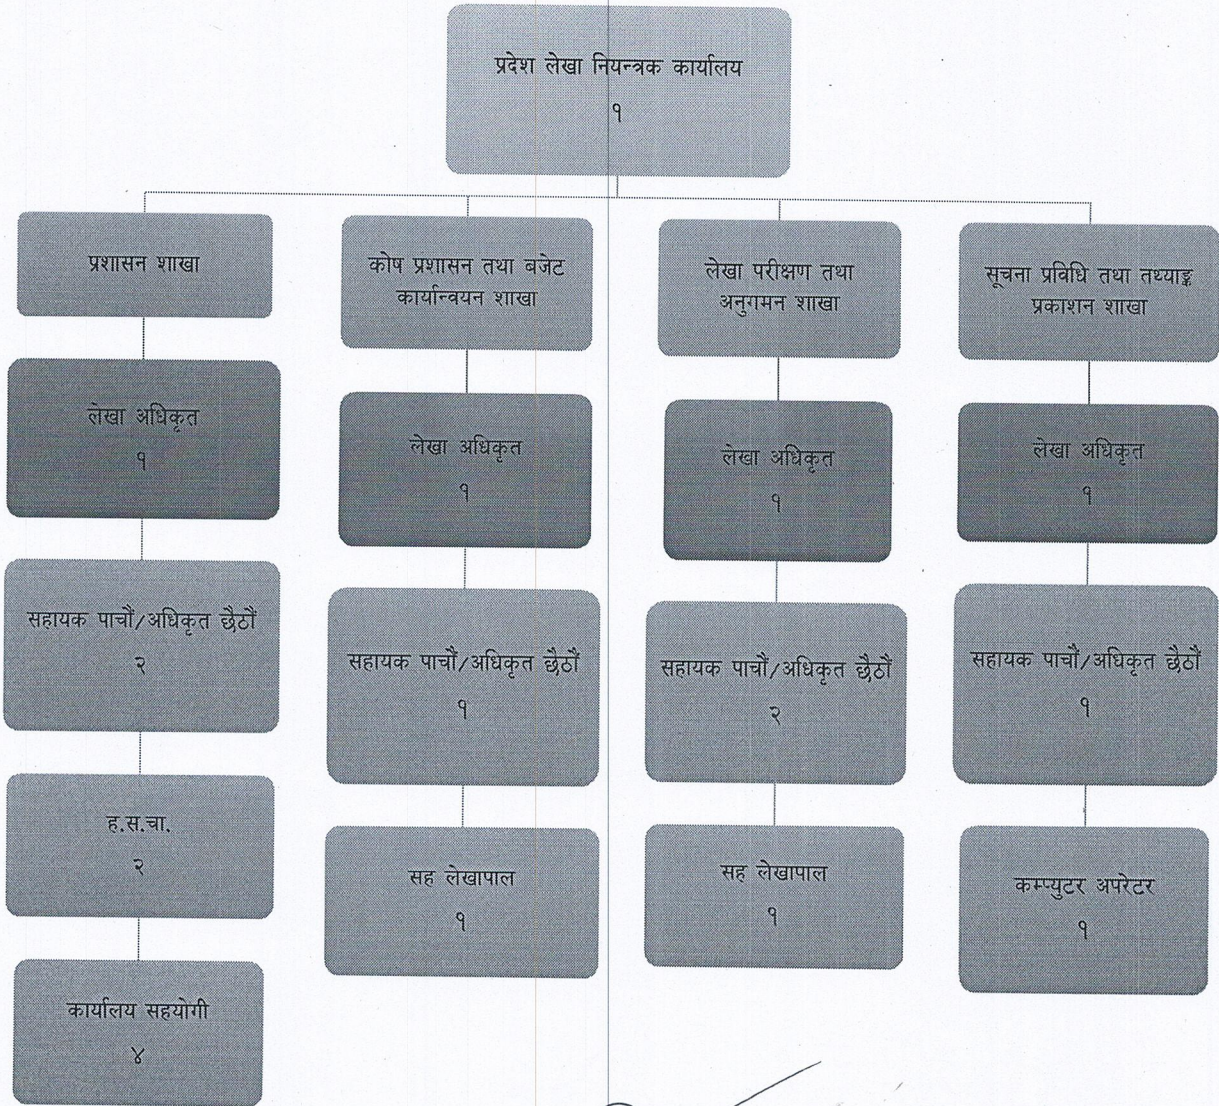 प्रदेश लेखा नियन्त्रक कार्यालय
१
प्रशासन शाखा
लेखा अधिकृत
१
सहायक पाचौं/अधिकृत छैठौं
२
ह.स.चा.
२
कार्यालय सहयोगी
४
कोष प्रशासन तथा बजेट
कार्यान्वयन शाखा
लेखा अधिकृत
१
सहायक पाचौं/अधिकृत छैठौं
१
सह लेखापाल
१
लेखा परीक्षण तथा
अनुगमन शाखा
लेखा अधिकृत
१
सहायक पाचौं/अधिकृत छैठौं
२
सह लेखापाल
१
सूचना प्रविधि तथा तथ्याङ्क
प्रकाशन शाखा
लेखा अधिकृत
१
सहायक पाचौं/अधिकृत छैठौं
१
कम्प्युटर अपरेटर
१